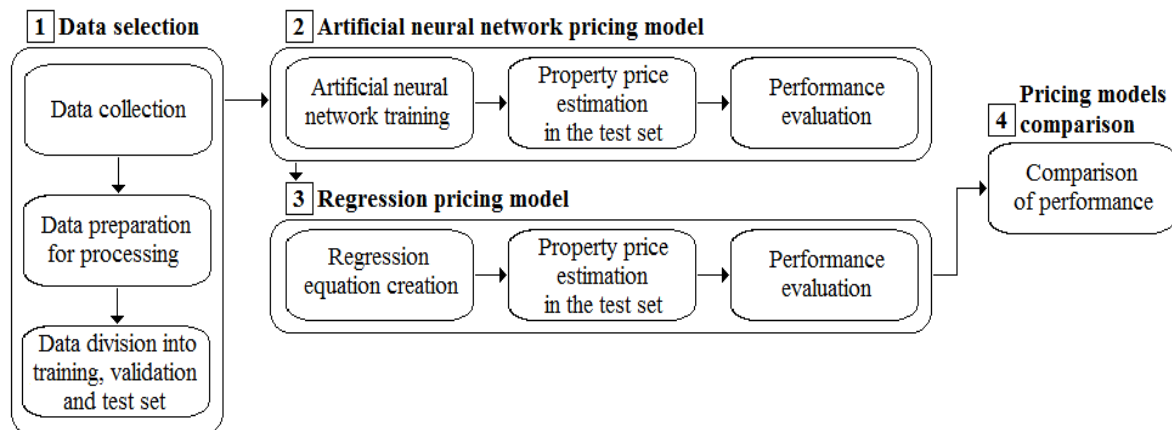 1 Data selection
Data collection
Data preparation
for processing
Data division into
training, validation
and test set
2 Artificial neural network pricing model
Artificial neural
network training
Property price
estimation
in the test set
Performance
evaluation
3 Regression pricing model
Regression
equation creation
Property price
estimation
in the test set
Performance
evaluation
4 Pricing models
comparison
Comparison
of performance